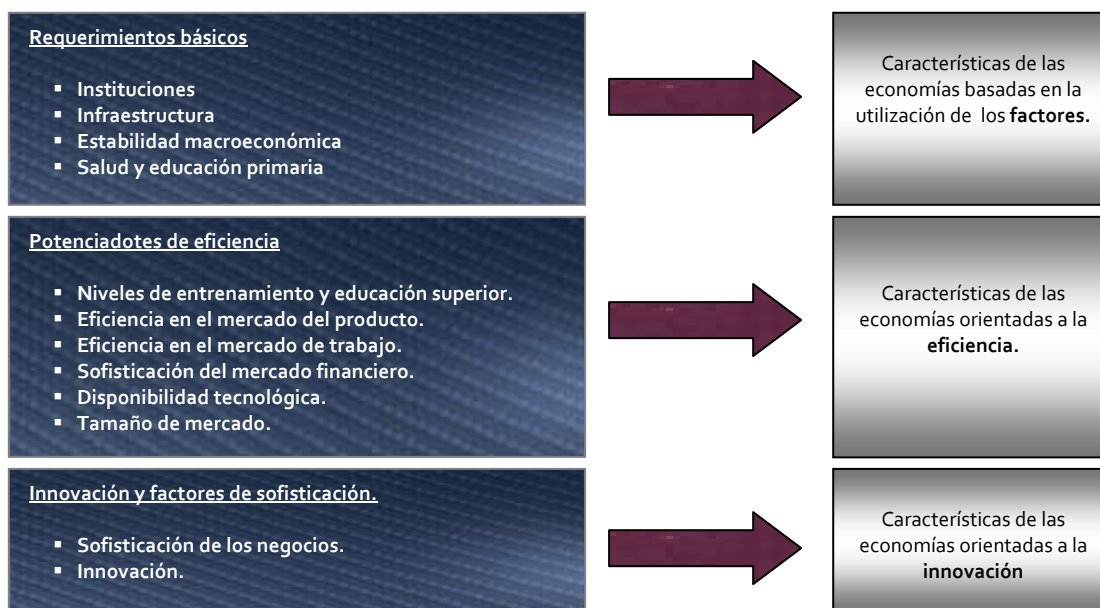 Requerimientos básicos
▪ Instituciones
▪ Infraestructura
▪ Estabilidad macroeconómica
▪ Salud y educación primaria
Características de las
economías basadas en la
utilización de los factores.
Potenciadotes de eficiencia
▪ Niveles de entrenamiento y educación superior.
▪ Eficiencia en el mercado del producto.
▪ Eficiencia en el mercado de trabajo.
▪ Sofisticación del mercado financiero.
▪ Disponibilidad tecnológica.
▪ Tamaño de mercado.
Características de las
economías orientadas a la
eficiencia.
Innovación y factores de sofisticación.
▪ Sofisticación de los negocios.
▪ Innovación.
Características de las
economías orientadas a la
innovación